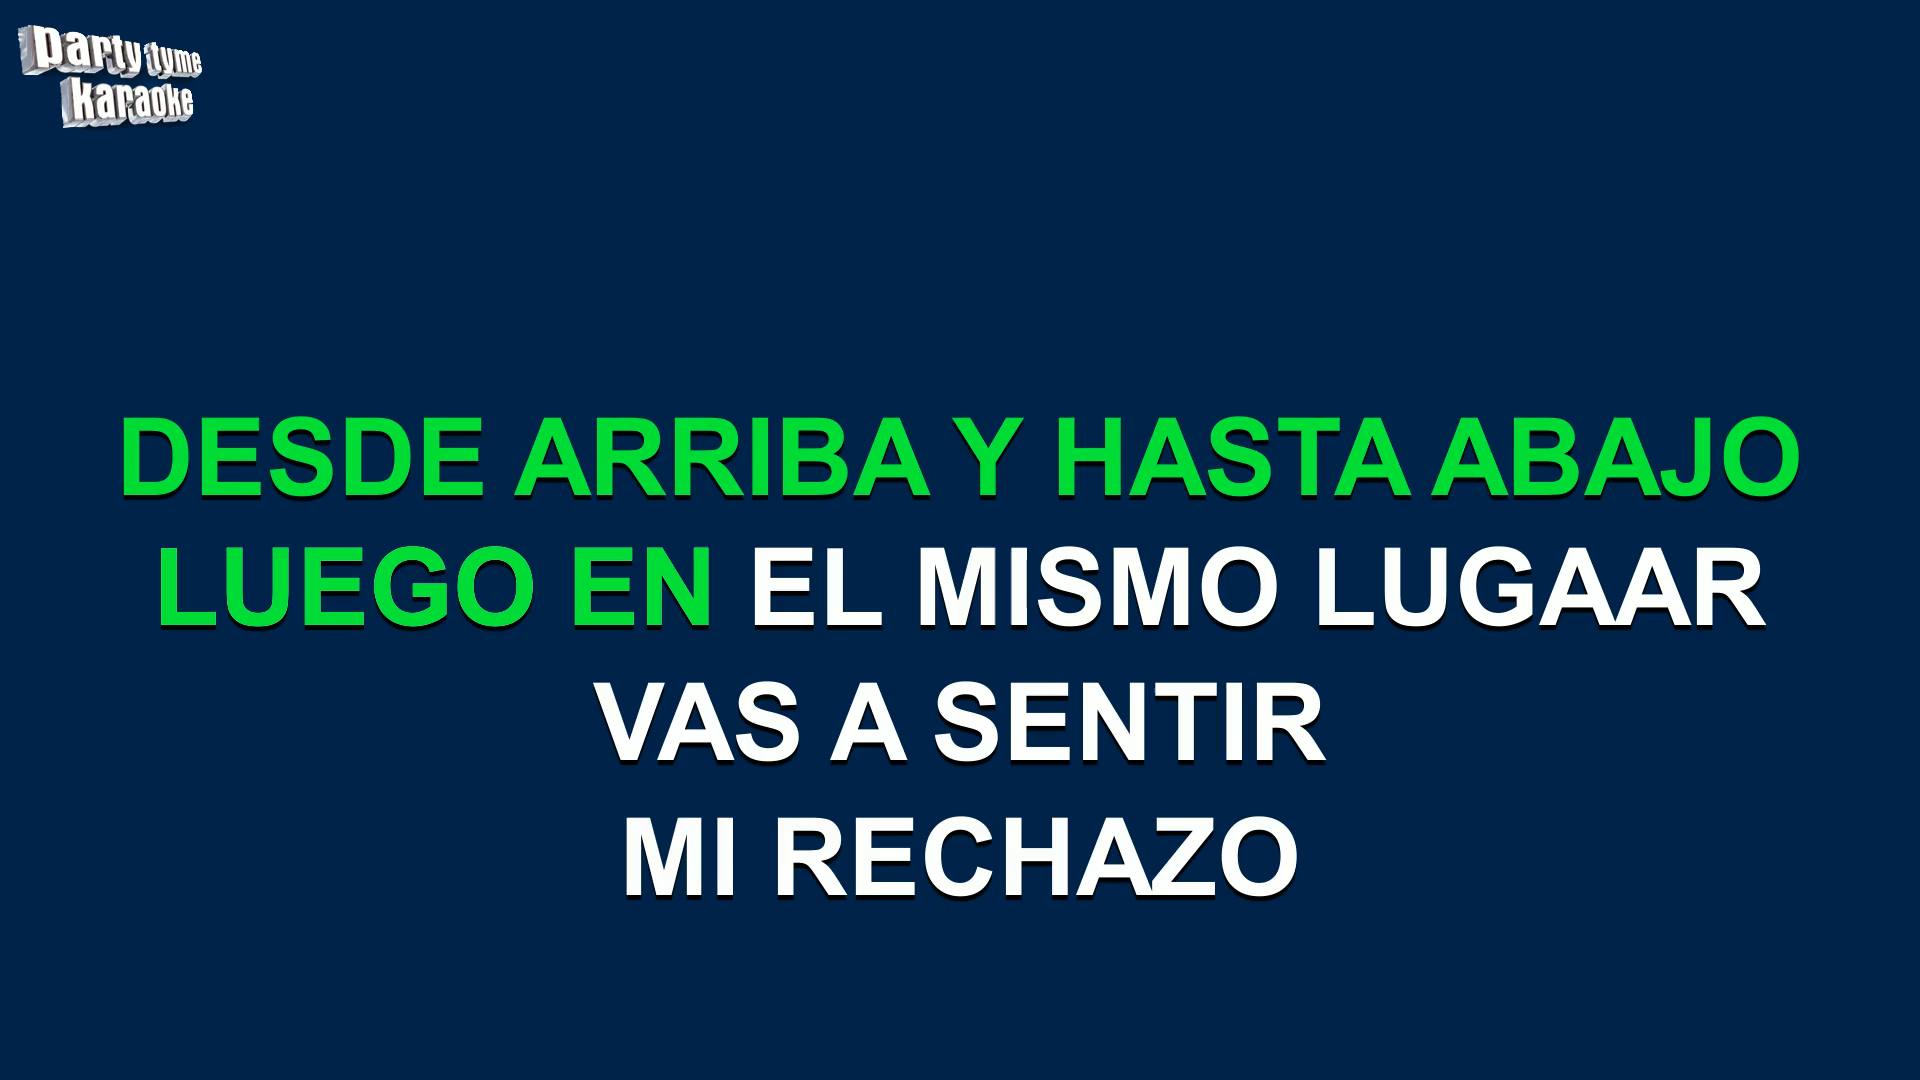 party tyme
karaoke
DESDE ARRIBA Y HASTA ABAJO
LUEGO EN EL MISMO LUGAAR
VAS A SENTIR
MI RECHAZO